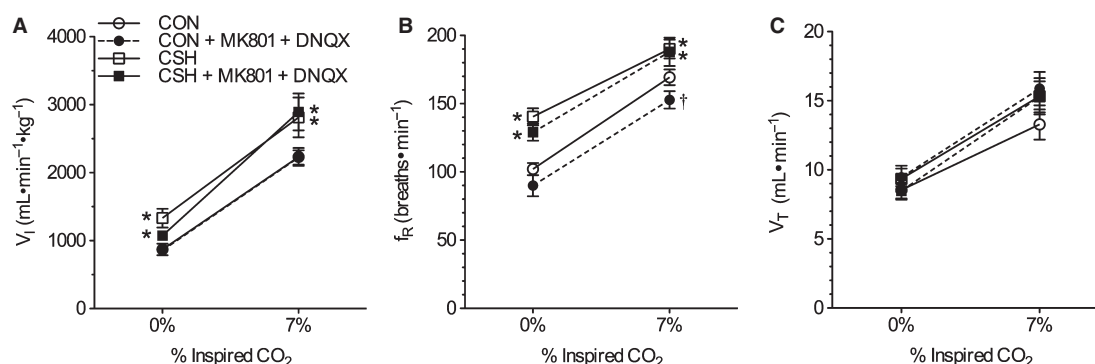 A
CON
CON + MK801 + DNQX
CSH
CSH + MK801 + DNQX
4000
3000
2000
1000
0
V_I (mL•min⁻¹•kg⁻¹)
*
*
*
*
0%
7%
% Inspired CO₂
B
200
150
100
50
0
f_R (breaths•min⁻¹)
*
*
*
*
†
0%
7%
% Inspired CO₂
C
20
15
10
5
0
V_T (mL•min⁻¹)
0%
7%
% Inspired CO₂